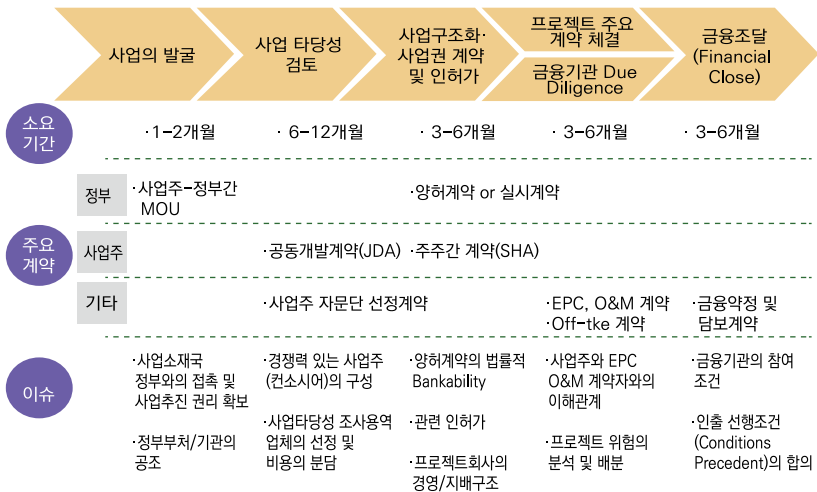 사업의 발굴
사업 타당성
검토
사업구조화·
사업권 계약
및 인허가
프로젝트 주요
계약 체결
금융기관 Due
Diligence
금융조달
(Financial
Close)
소요
기간
·1-2개월
·6-12개월
·3-6개월
·3-6개월
·3-6개월
주요
계약
정부
·사업주-정부간
MOU
·양허계약 or 실시계약
사업주
·공동개발계약(JDA)
·주주간 계약(SHA)
기타
·사업주 자문단 선정계약
·EPC, O&M 계약
·Off-tke 계약
·금융약정 및
담보계약
이슈
·사업소재국
정부와의 접촉 및
사업추진 권리 확보
·정부부처/기관의
공조
·경쟁력 있는 사업주
(컨소시어)의 구성
·사업타당성 조사용역
업체의 선정 및
비용의 분담
·양허계약의 법률적
Bankability
·관련 인허가
·프로젝트회사의
경영/지배구조
·사업주와 EPC
O&M 계약자와의
이해관계
·프로젝트 위험의
분석 및 배분
·금융기관의 참여
조건
·인출 선행조건
(Conditions
Precedent)의 합의